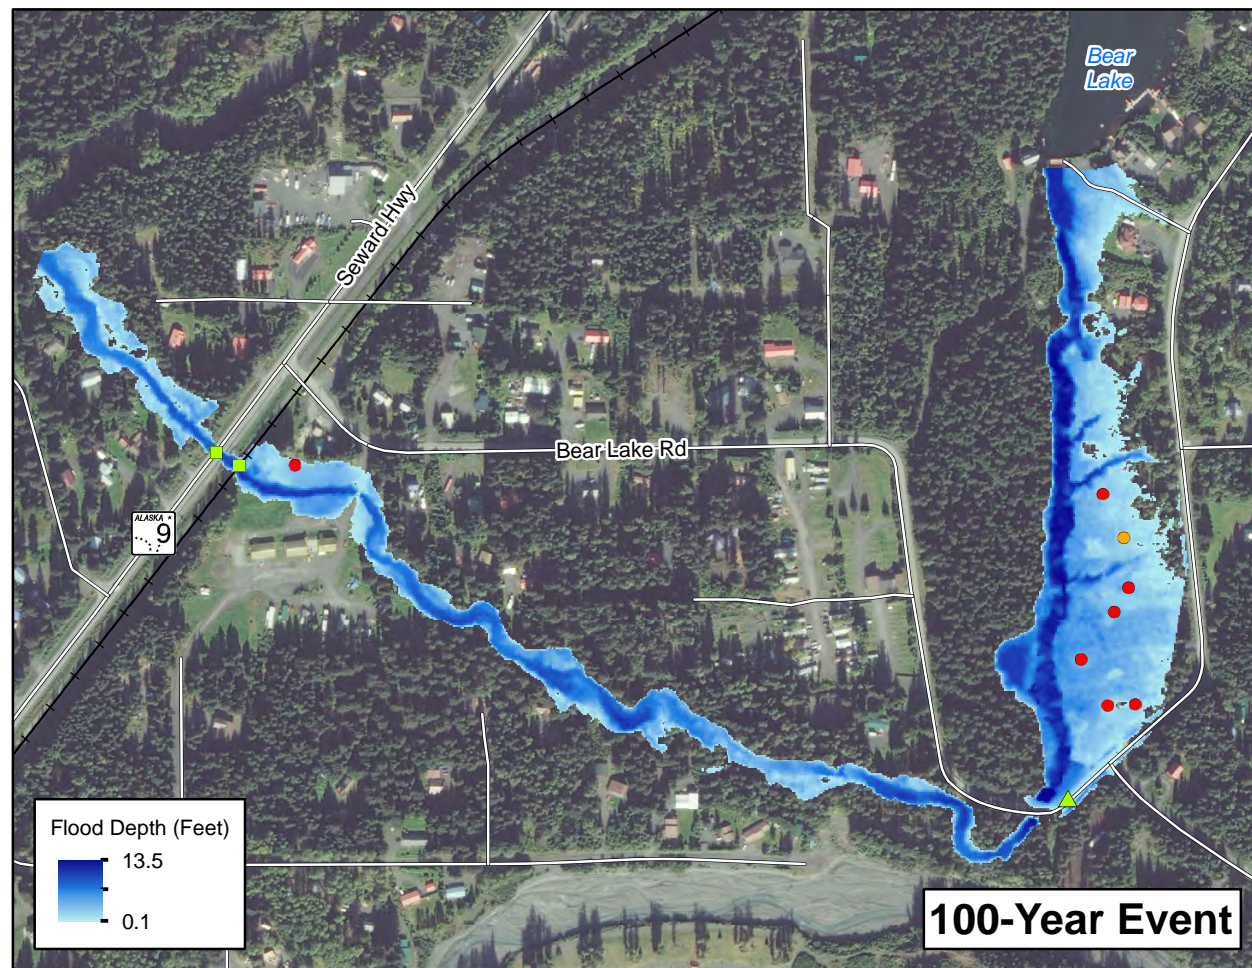 Bear
Lake
Seward Hwy
Bear Lake Rd
ALASKA
9
Flood Depth (Feet)
13.5
0.1
100-Year Event